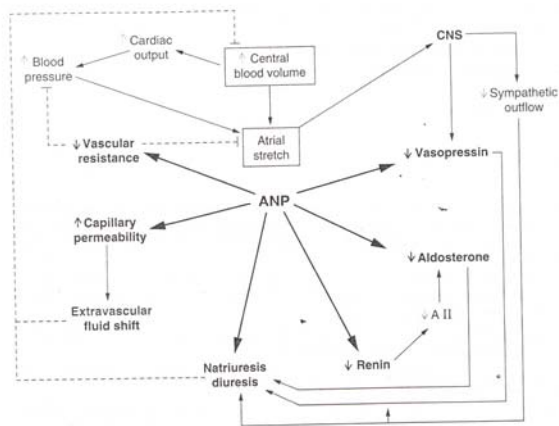 CNS
↑ Cardiac
output
↑ Central
blood volume
↑ Blood
pressure
↓ Sympathetic
outflow
↓ Vascular
resistance
Atrial
stretch
↓ Vasopressin
ANP
↑ Capillary
permeability
↓ Aldosterone
Extravascular
fluid shift
↓ A II
Natriuresis
diuresis
↓ Renin